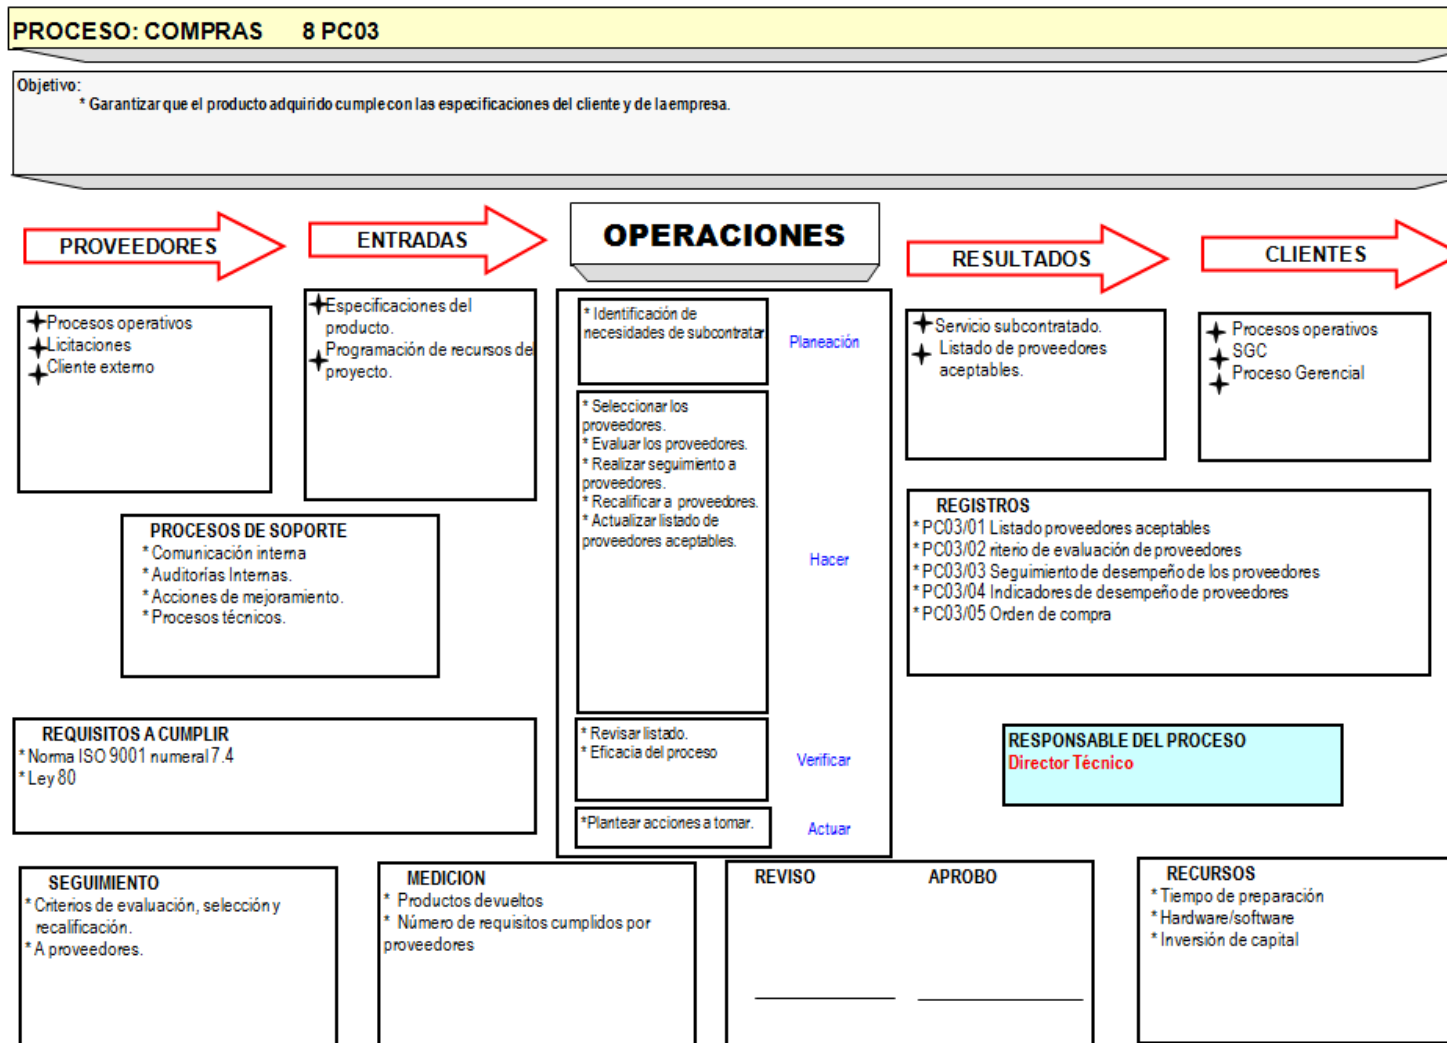 PROCESO: COMPRAS 8 PC03
Objetivo:
* Garantizar que el producto adquirido cumple con las especificaciones del cliente y de la empresa.
PROVEEDORES
ENTRADAS
OPERACIONES
RESULTADOS
CLIENTES
Procesos operativos
Licitaciones
Cliente externo
Especificaciones del
producto.
Programación de recursos del
proyecto.
* Identificación de
necesidades de subcontratar
Planeación
* Seleccionar los
proveedores.
* Evaluar los proveedores.
* Realizar seguimiento a
proveedores.
* Recalificar a proveedores.
* Actualizar listado de
proveedores aceptables.
Hacer
* Revisar listado.
* Eficacia del proceso
Verificar
*Plantear acciones a tomar.
Actuar
Servicio subcontratado.
Listado de proveedores
aceptables.
Procesos operativos
SGC
Proceso Gerencial
PROCESOS DE SOPORTE
* Comunicación interna
* Auditorías Internas.
* Acciones de mejoramiento.
* Procesos técnicos.
REGISTROS
* PC03/01 Listado proveedores aceptables
* PC03/02 riterio de evaluación de proveedores
* PC03/03 Seguimiento de desempeño de los proveedores
* PC03/04 Indicadores de desempeño de proveedores
* PC03/05 Orden de compra
REQUISITOS A CUMPLIR
* Norma ISO 9001 numeral 7.4
* Ley 80
RESPONSABLE DEL PROCESO
Director Técnico
SEGUIMIENTO
* Criterios de evaluación, selección y
recalificación.
* A proveedores.
MEDICION
* Productos devueltos
* Número de requisitos cumplidos por
proveedores
REVISO APROBO
RECURSOS
* Tiempo de preparación
* Hardware/software
* Inversión de capital